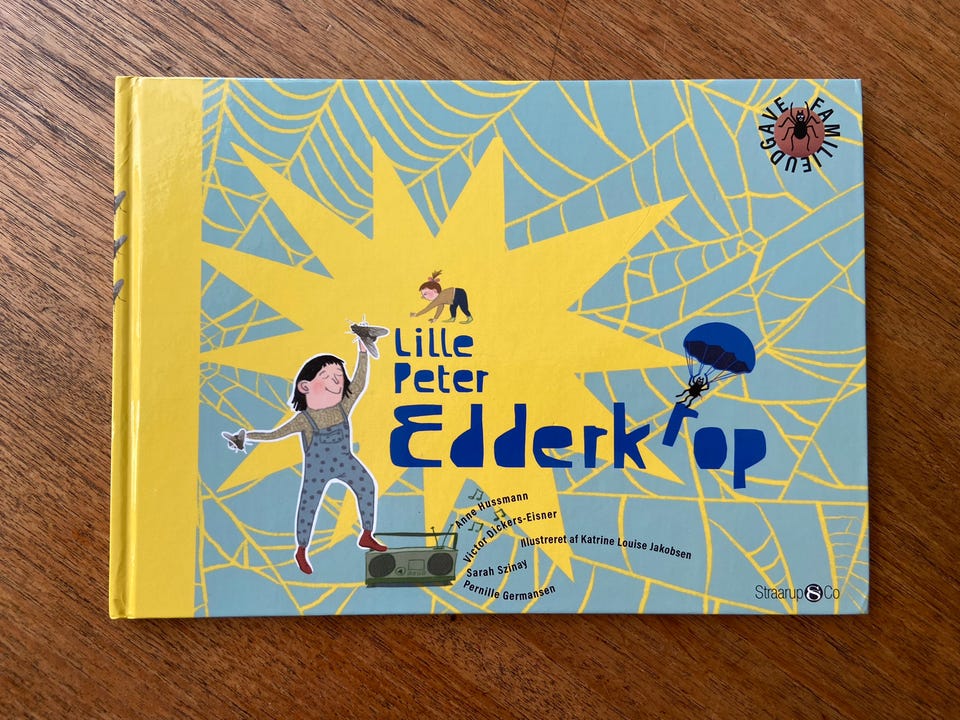 FAMILIEUDGAVE
Lille
Peter
Edderkrop
Anne Hussmann
Victor Dickers-Eisner
Illustreret af Katrine Louise Jakobsen
Sarah Szinay
Pernille Germansen
Straarup & Co